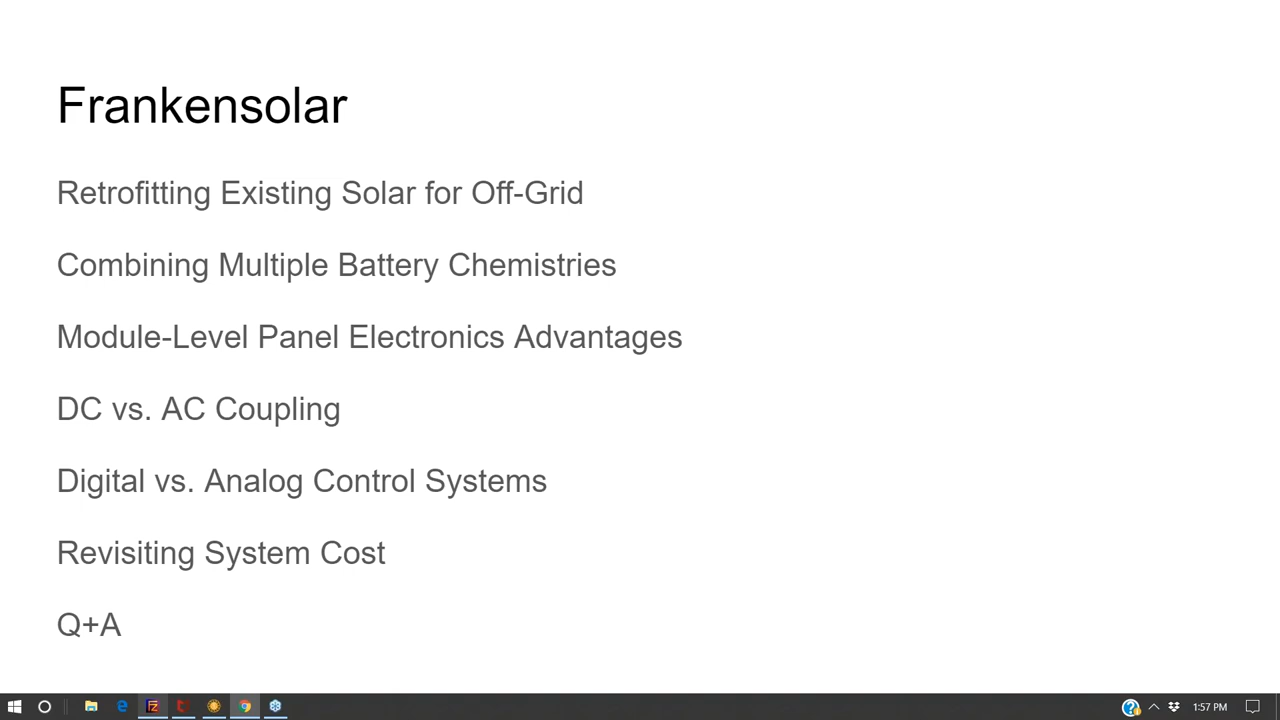 Frankensolar
Retrofitting Existing Solar for Off-Grid
Combining Multiple Battery Chemistries
Module-Level Panel Electronics Advantages
DC vs. AC Coupling
Digital vs. Analog Control Systems
Revisiting System Cost
Q+A
1:57 PM